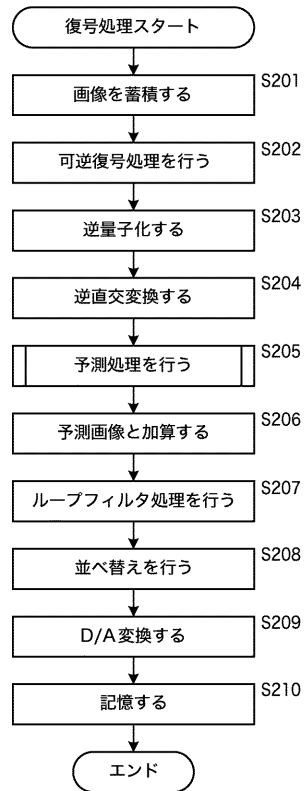 復号処理スタート
S201
画像を蓄積する
S202
可逆復号処理を行う
S203
逆量子化する
S204
逆直交変換する
S205
予測処理を行う
S206
予測画像と加算する
S207
ループフィルタ処理を行う
S208
並べ替えを行う
S209
D/A変換する
S210
記憶する
エンド